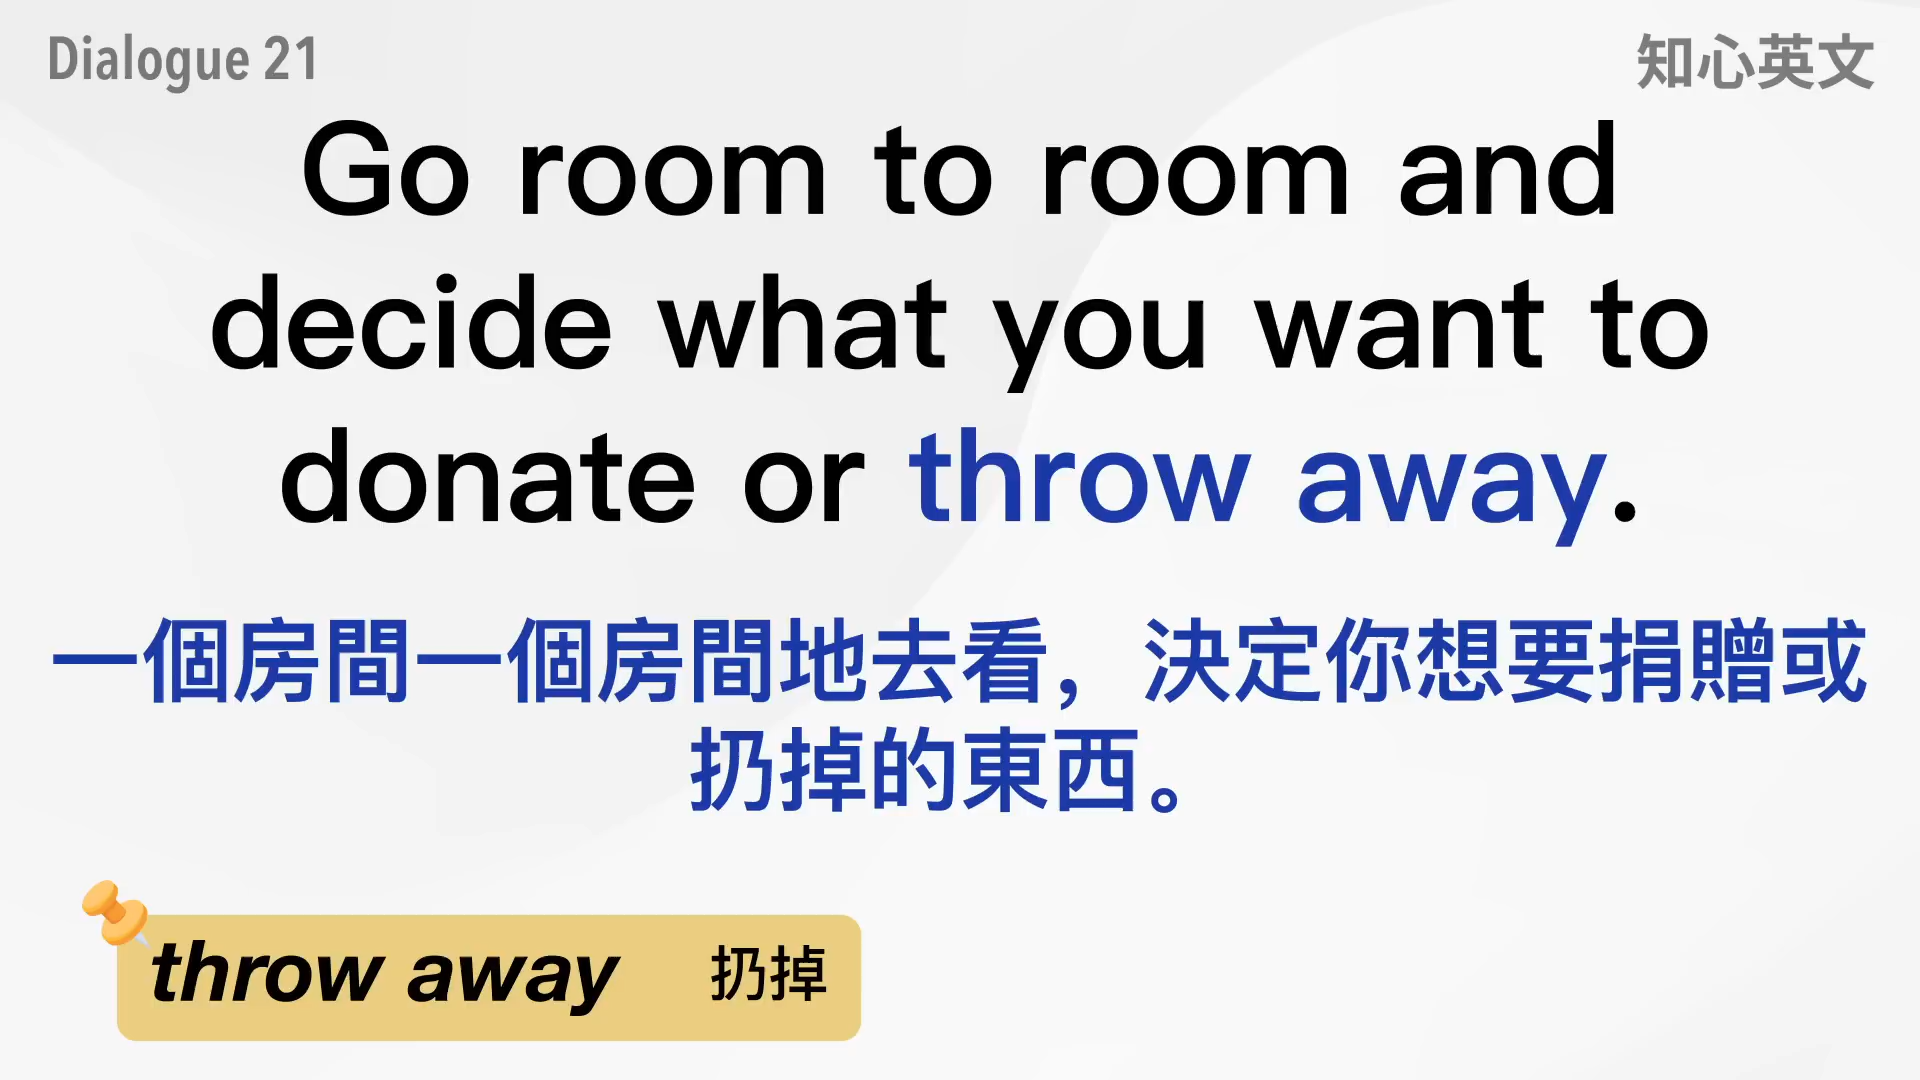 Dialogue 21
知心英文
Go room to room and
decide what you want to
donate or throw away.
一個房間一個房間地去看，決定你想要捐贈或
扔掉的東西。
throw away 扔掉